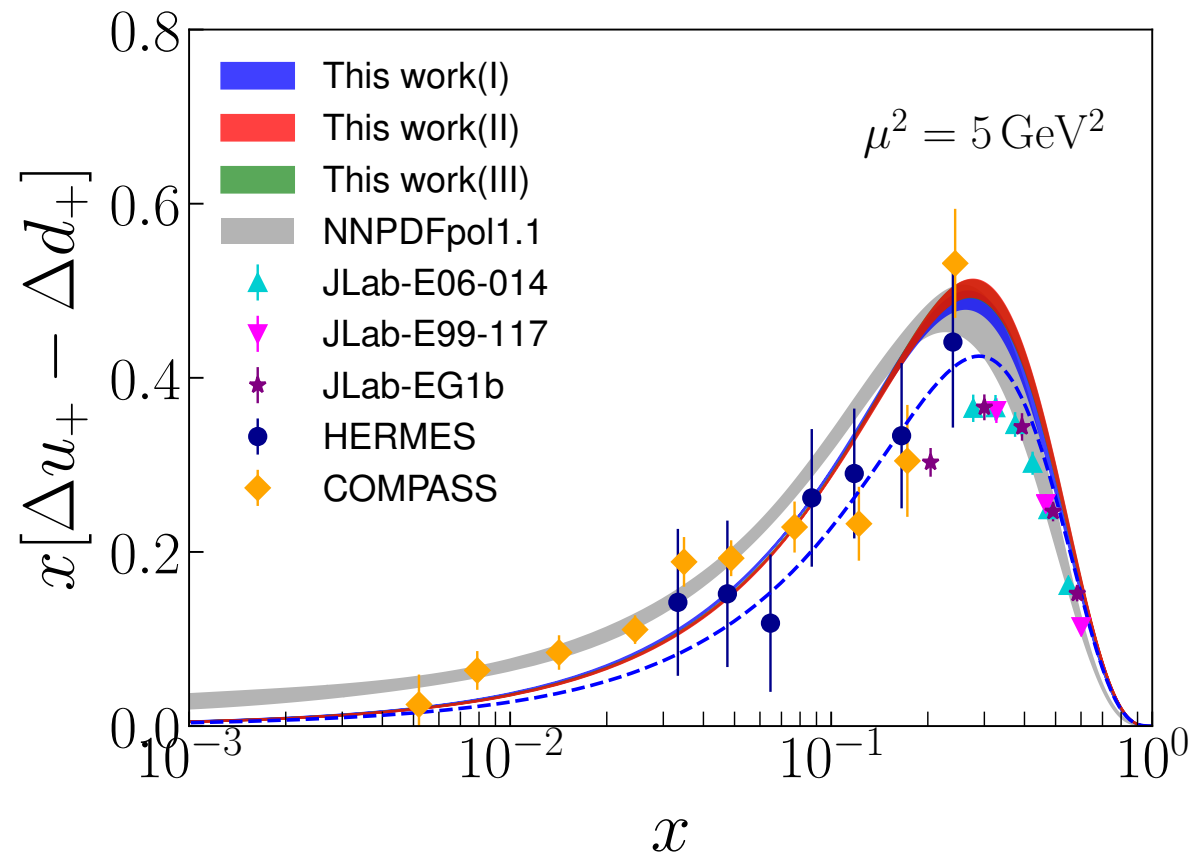 x[Δu₊ − Δd₊]
0.8
0.6
0.4
0.2
0.0
This work(I)
This work(II)
This work(III)
NNPDFpol1.1
JLab-E06-014
JLab-E99-117
JLab-EG1b
HERMES
COMPASS
μ² = 5 GeV²
10⁻³
10⁻²
10⁻¹
10⁰
x